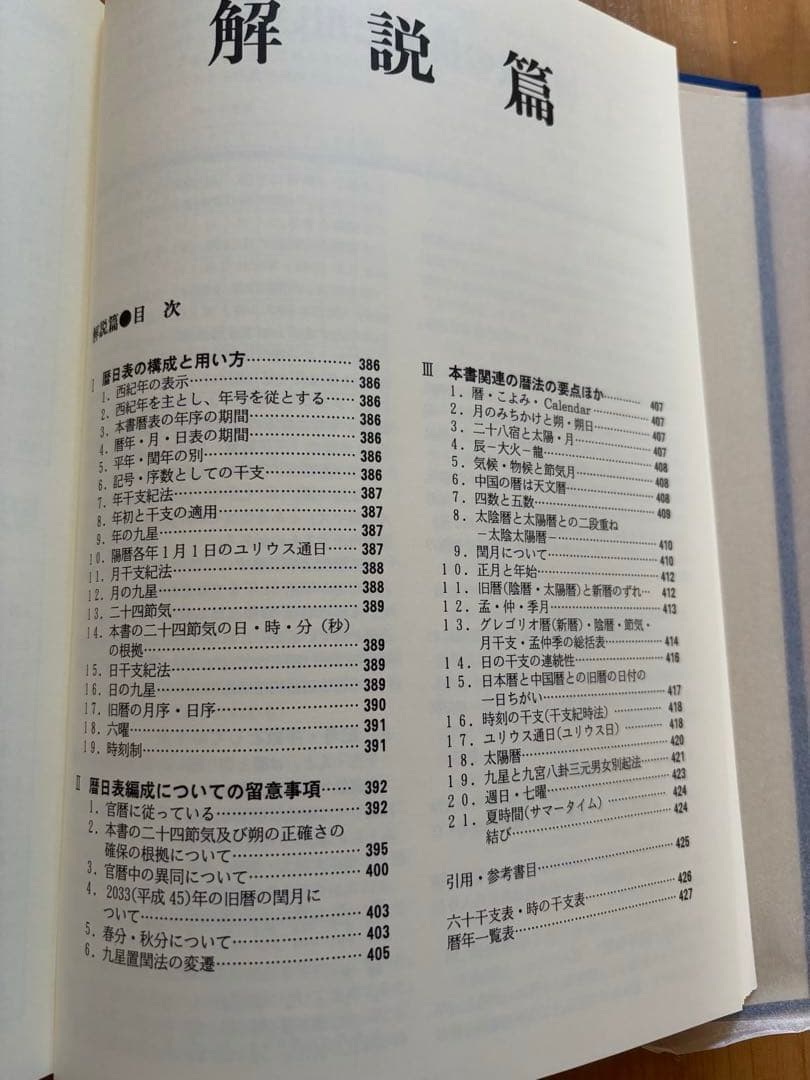 解説篇
解説篇●目 次
Ⅰ 暦日表の構成と用い方…………………386
1. 西紀年の表示…………………………386
2. 西紀年を主とし、年号を従とする……386
3. 本書暦表の年序の期間………………386
4. 暦年・月・日表の期間………………386
5. 平年・閏年の別………………………386
6. 記号・序数としての干支……………386
7. 年干支紀法……………………………387
8. 年初と干支の適用……………………387
9. 年の九星………………………………387
10. 陽暦各年1月1日のユリウス通日……387
11. 月干支紀法……………………………388
12. 月の九星………………………………388
13. 二十四節気……………………………389
14. 本書の二十四節気の日・時・分(秒)
の根拠…………………………………389
15. 日干支紀法……………………………389
16. 日の九星………………………………389
17. 旧暦の月序・日序……………………390
18. 六曜……………………………………391
19. 時刻制…………………………………391
Ⅱ 暦日表編成についての留意事項……392
1. 官暦に従っている……………………392
2. 本書の二十四節気及び朔の正確さの
確保の根拠について…………………395
3. 官暦中の異同について………………400
4. 2033(平成45)年の旧暦の閏月に
ついて…………………………………403
5. 春分・秋分について…………………403
6. 九星置閏法の変遷……………………405
Ⅲ 本書関連の暦法の要点ほか…………407
1. 暦・こよみ・Calendar………………407
2. 月のみちかけと朔・朔日……………407
3. 二十八宿と太陽・月…………………407
4. 辰－大火－龍…………………………408
5. 気候・物候と節気月…………………408
6. 中国の暦は天文暦……………………408
7. 四数と五数……………………………409
8. 太陰暦と太陽暦との二段重ね
－太陰太陽暦－………………………410
9. 閏月について…………………………410
10. 正月と年始……………………………412
11. 旧暦(陰暦・太陽暦)と新暦のずれ…412
12. 孟・仲・季月…………………………413
13. グレゴリオ暦(新暦)・陰暦・節気・
月干支・孟仲季の総括表……………414
14. 日の干支の連続性……………………416
15. 日本暦と中国暦との旧暦の日付の
一日ちがい……………………………417
16. 時刻の干支(干支紀時法)……………418
17. ユリウス通日(ユリウス日)…………418
18. 太陽暦…………………………………420
19. 九星と九宮八卦三元男女別起法……421
20. 週日・七曜……………………………423
21. 夏時間(サマータイム)………………424
結び……………………………………424
引用・参考書目…………………………425
六十干支表・時の干支表………………426
暦年一覧表………………………………427